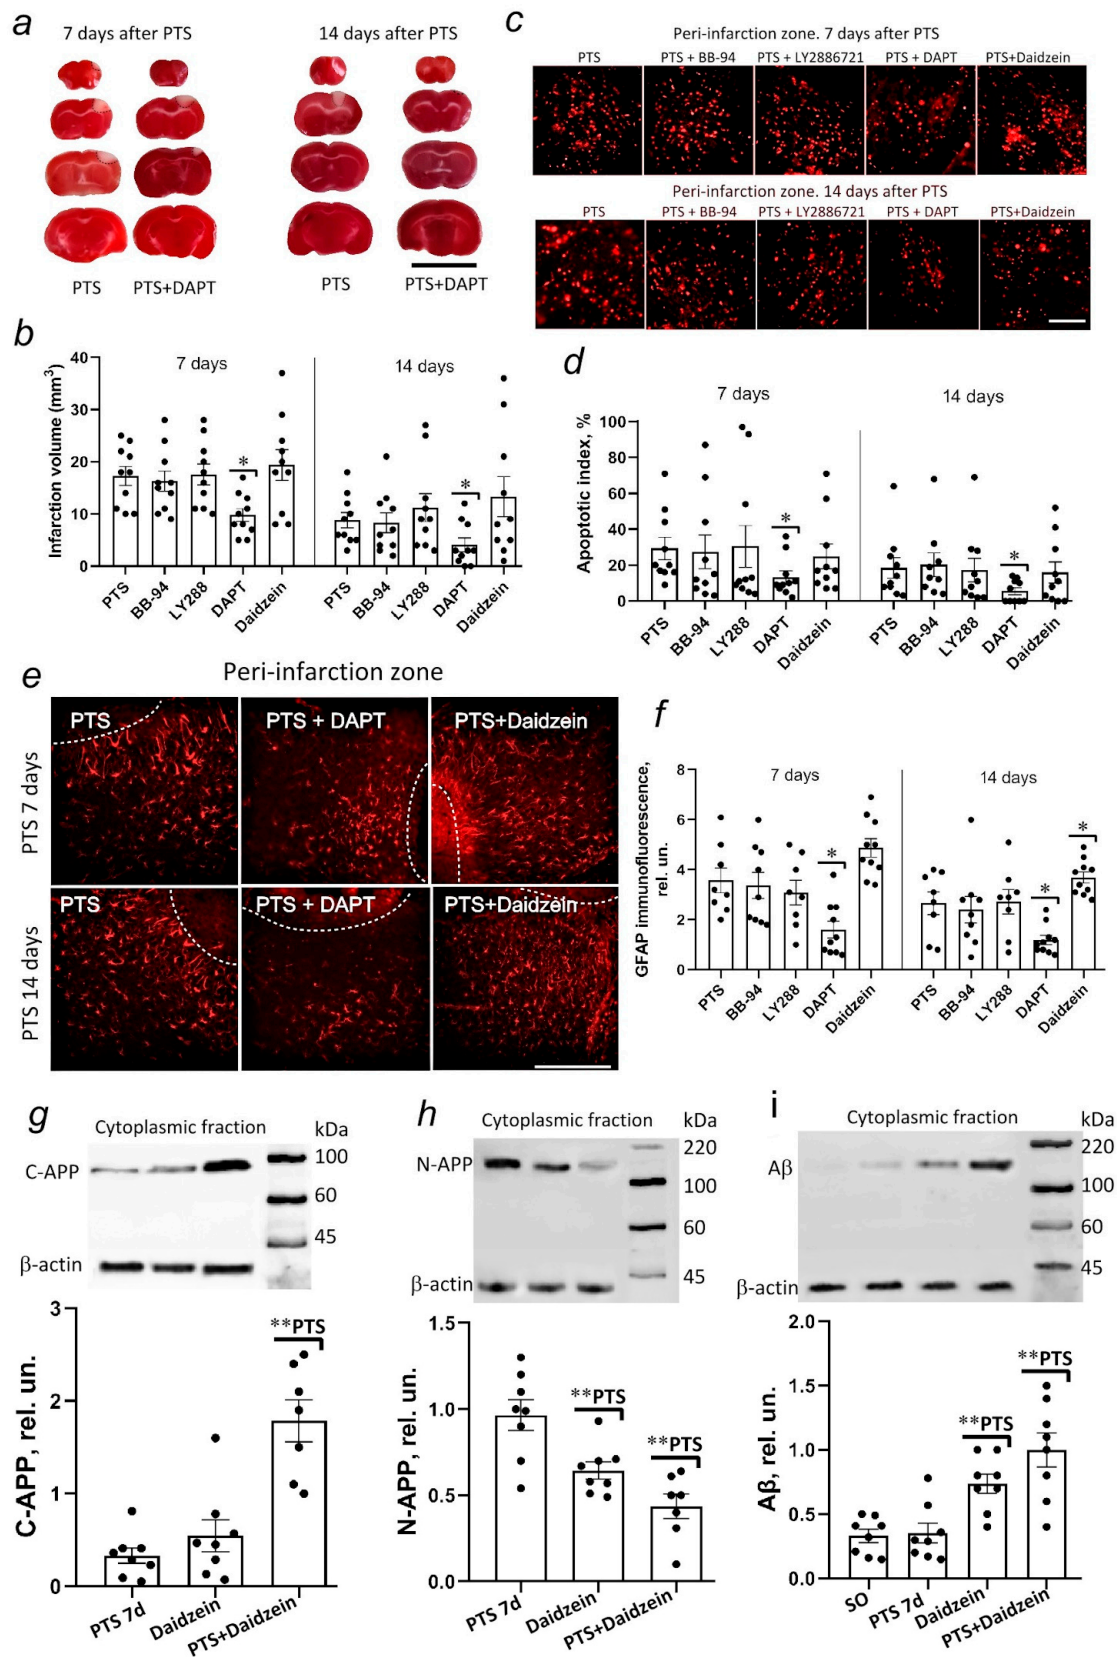 a
7 days after PTS
14 days after PTS
PTS
PTS+DAPT
PTS
PTS+DAPT
c
Peri-infarction zone. 7 days after PTS
PTS
PTS + BB-94
PTS + LY2886721
PTS + DAPT
PTS+Daidzein
Peri-infarction zone. 14 days after PTS
PTS
PTS + BB-94
PTS + LY2886721
PTS + DAPT
PTS+Daidzein
b
Infarction volume (mm³)
40
30
20
10
0
7 days
14 days
*
*
PTS
BB-94
LY288
DAPT
Daidzein
PTS
BB-94
LY288
DAPT
Daidzein
d
Apoptotic index, %
100
80
60
40
20
0
7 days
14 days
*
*
PTS
BB-94
LY288
DAPT
Daidzein
PTS
BB-94
LY288
DAPT
Daidzein
e
Peri-infarction zone
PTS 7 days
PTS
PTS + DAPT
PTS+Daidzein
PTS 14 days
PTS
PTS + DAPT
PTS+Daidzein
f
GFAP immunofluorescence,
rel. un.
8
6
4
2
0
7 days
14 days
*
*
*
PTS
BB-94
LY288
DAPT
Daidzein
PTS
BB-94
LY288
DAPT
Daidzein
g
Cytoplasmic fraction
kDa
C-APP
100
60
45
β-actin
C-APP, rel. un.
3
2
1
0
**PTS
PTS 7d
Daidzein
PTS+Daidzein
h
Cytoplasmic fraction
kDa
N-APP
220
100
60
45
β-actin
N-APP, rel. un.
1.5
1.0
0.5
0.0
**PTS
**PTS
PTS 7d
Daidzein
PTS+Daidzein
i
Cytoplasmic fraction
kDa
Aβ
220
100
60
45
β-actin
Aβ, rel. un.
2.0
1.5
1.0
0.5
0.0
**PTS
**PTS
SO
PTS 7d
Daidzein
PTS+Daidzein